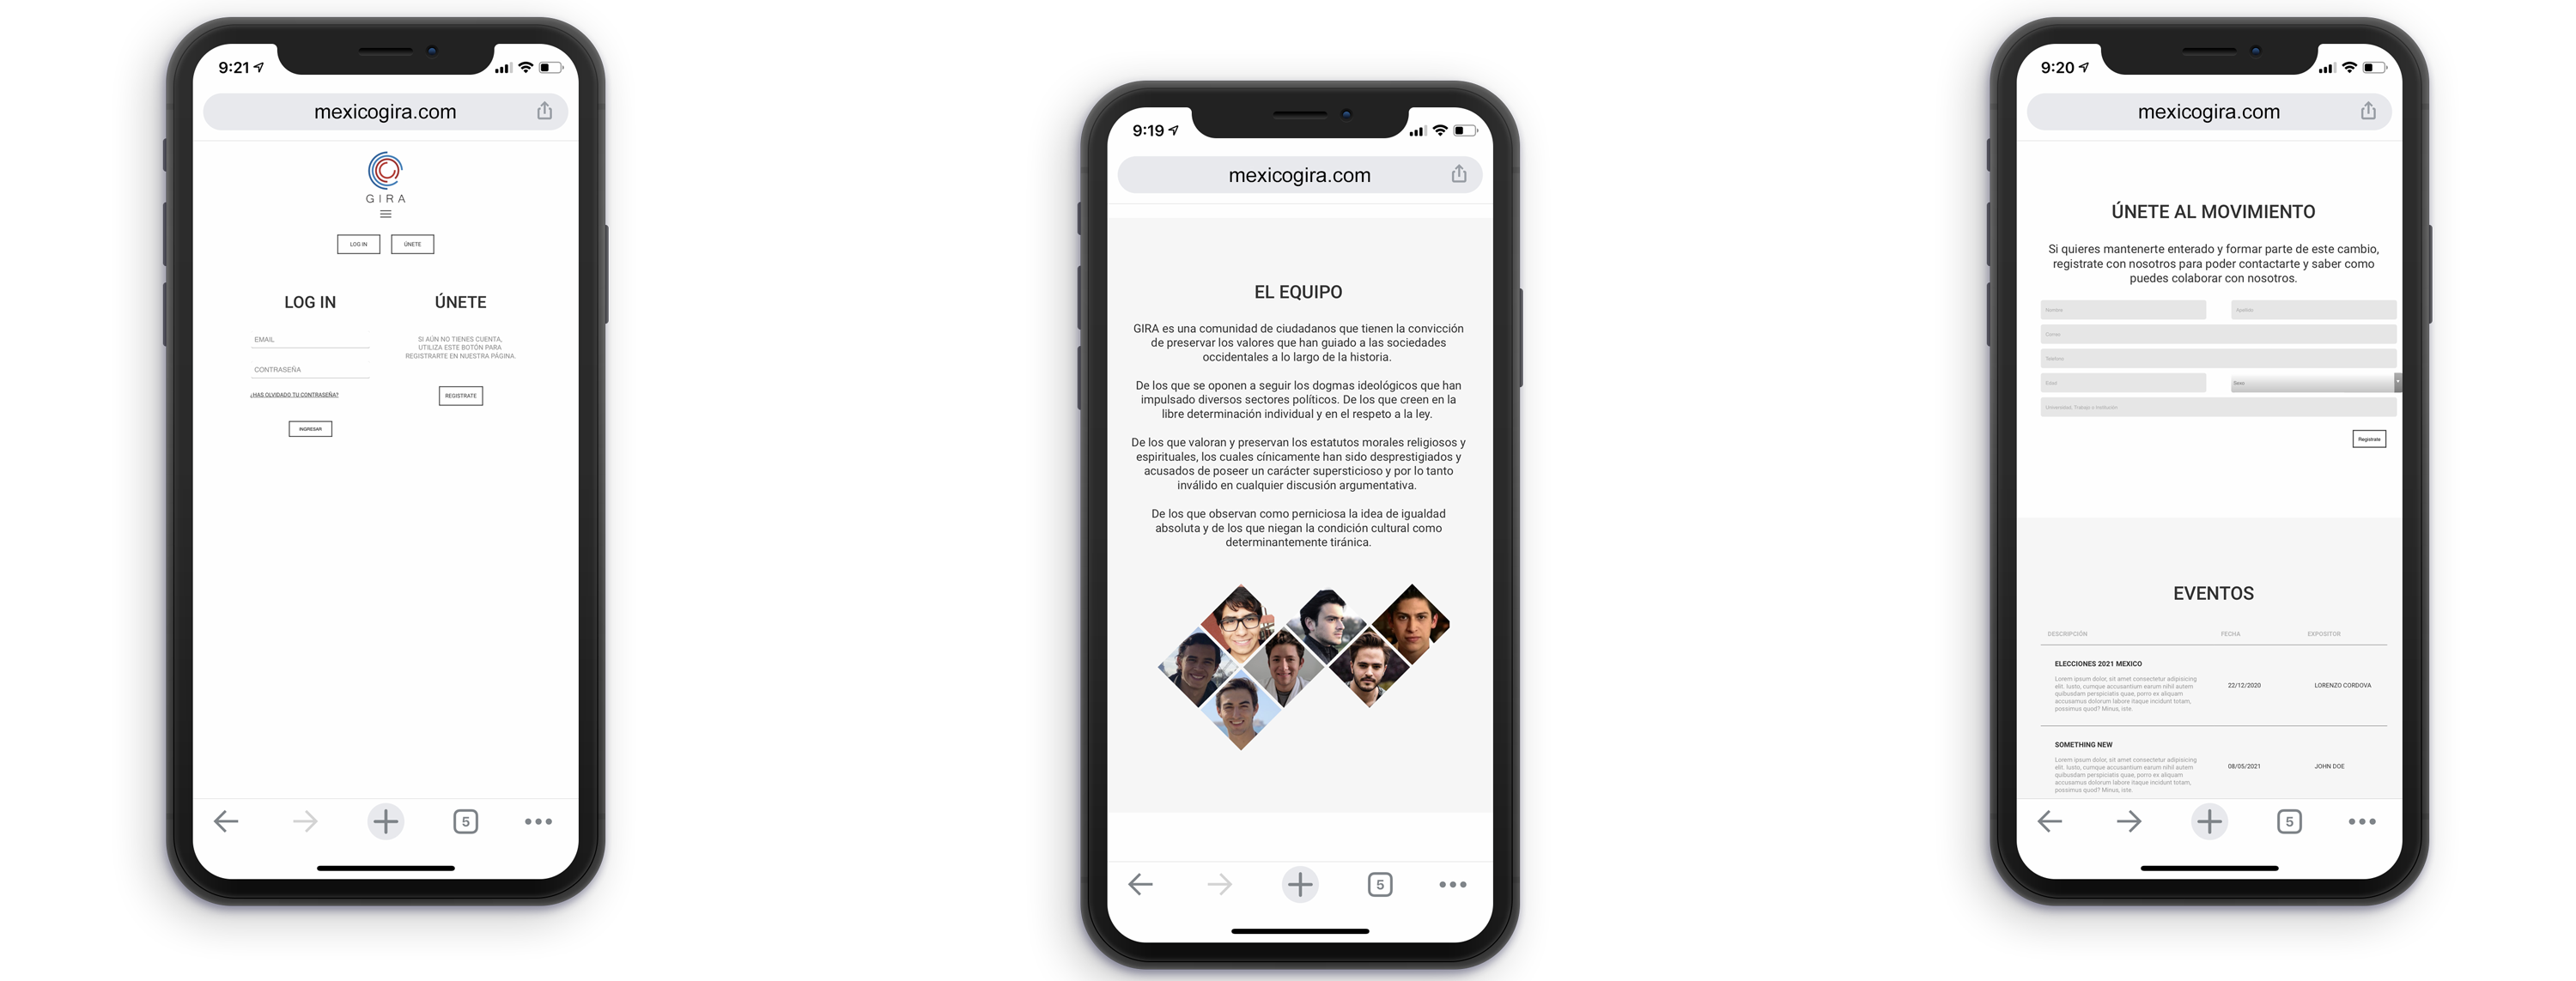 9:21
mexicogira.com
GIRA
LOG IN
ÚNETE
LOG IN
ÚNETE
EMAIL
CONTRASEÑA
¿HAS OLVIDADO TU CONTRASEÑA?
INGRESAR
SI AÚN NO TIENES CUENTA,
UTILIZA ESTE BOTÓN PARA
REGISTRARTE EN NUESTRA PÁGINA.
REGISTRATE
5
9:19
mexicogira.com
EL EQUIPO
GIRA es una comunidad de ciudadanos que tienen la convicción
de preservar los valores que han guiado a las sociedades
occidentales a lo largo de la historia.
De los que se oponen a seguir los dogmas ideológicos que han
impulsado diversos sectores políticos. De los que creen en la
libre determinación individual y en el respeto a la ley.
De los que valoran y preservan los estatutos morales religiosos y
espirituales, los cuales cínicamente han sido desprestigiados y
acusados de poseer un carácter supersticioso y por lo tanto
inválido en cualquier discusión argumentativa.
De los que observan como perniciosa la idea de igualdad
absoluta y de los que niegan la condición cultural como
determinantemente tiránica.
5
9:20
mexicogira.com
ÚNETE AL MOVIMIENTO
Si quieres mantenerte enterado y formar parte de este cambio,
registrate con nosotros para poder contactarte y saber como
puedes colaborar con nosotros.
Nombre
Apellido
Correo
Telefono
Edad
Sexo
Universidad, Trabajo o Institucion
Registrate
EVENTOS
DESCRIPCIÓN
FECHA
EXPOSITOR
ELECCIONES 2021 MEXICO
Lorem ipsum dolor, sit amet consectetur adipisicing
elit. Iusto, cumque accusantium earum nihil autem
quibusdam perspiciatis quae, porro ex aliquam
accusamus dolorum labore itaque incidunt totam,
possimus quod? Minus, iste.
22/12/2020
LORENZO CORDOVA
SOMETHING NEW
Lorem ipsum dolor, sit amet consectetur adipisicing
elit. Iusto, cumque accusantium earum nihil autem
quibusdam perspiciatis quae, porro ex aliquam
accusamus dolorum labore itaque incidunt totam,
possimus quod? Minus, iste.
08/05/2021
JOHN DOE
5